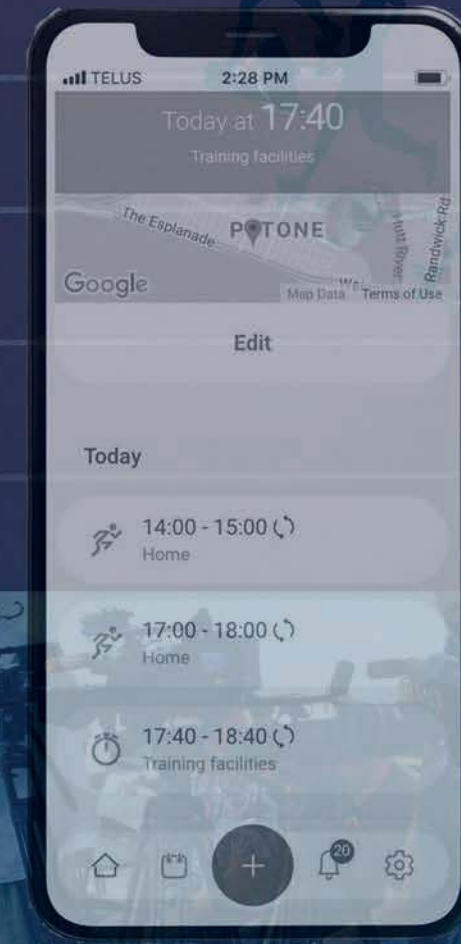 TELUS 2:28 PM
Today at 17:40
Training facilities
The Esplanade
PTONE
Hutt River
Randwick Rd
Google
Map Data Terms of Use
Edit
Today
14:00 - 15:00
Home
17:00 - 18:00
Home
17:40 - 18:40
Training facilities
+
20